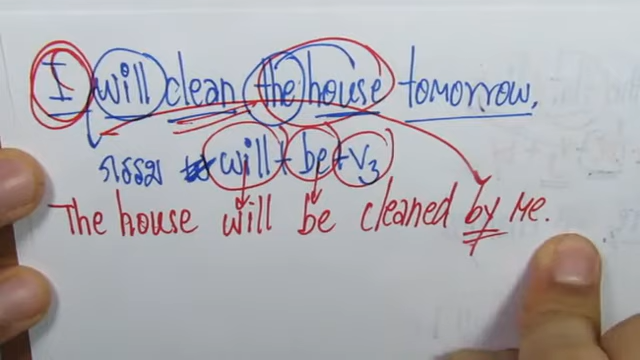 I will clean the house tomorrow.
กรรม will + be + v3
The house will be cleaned by me.